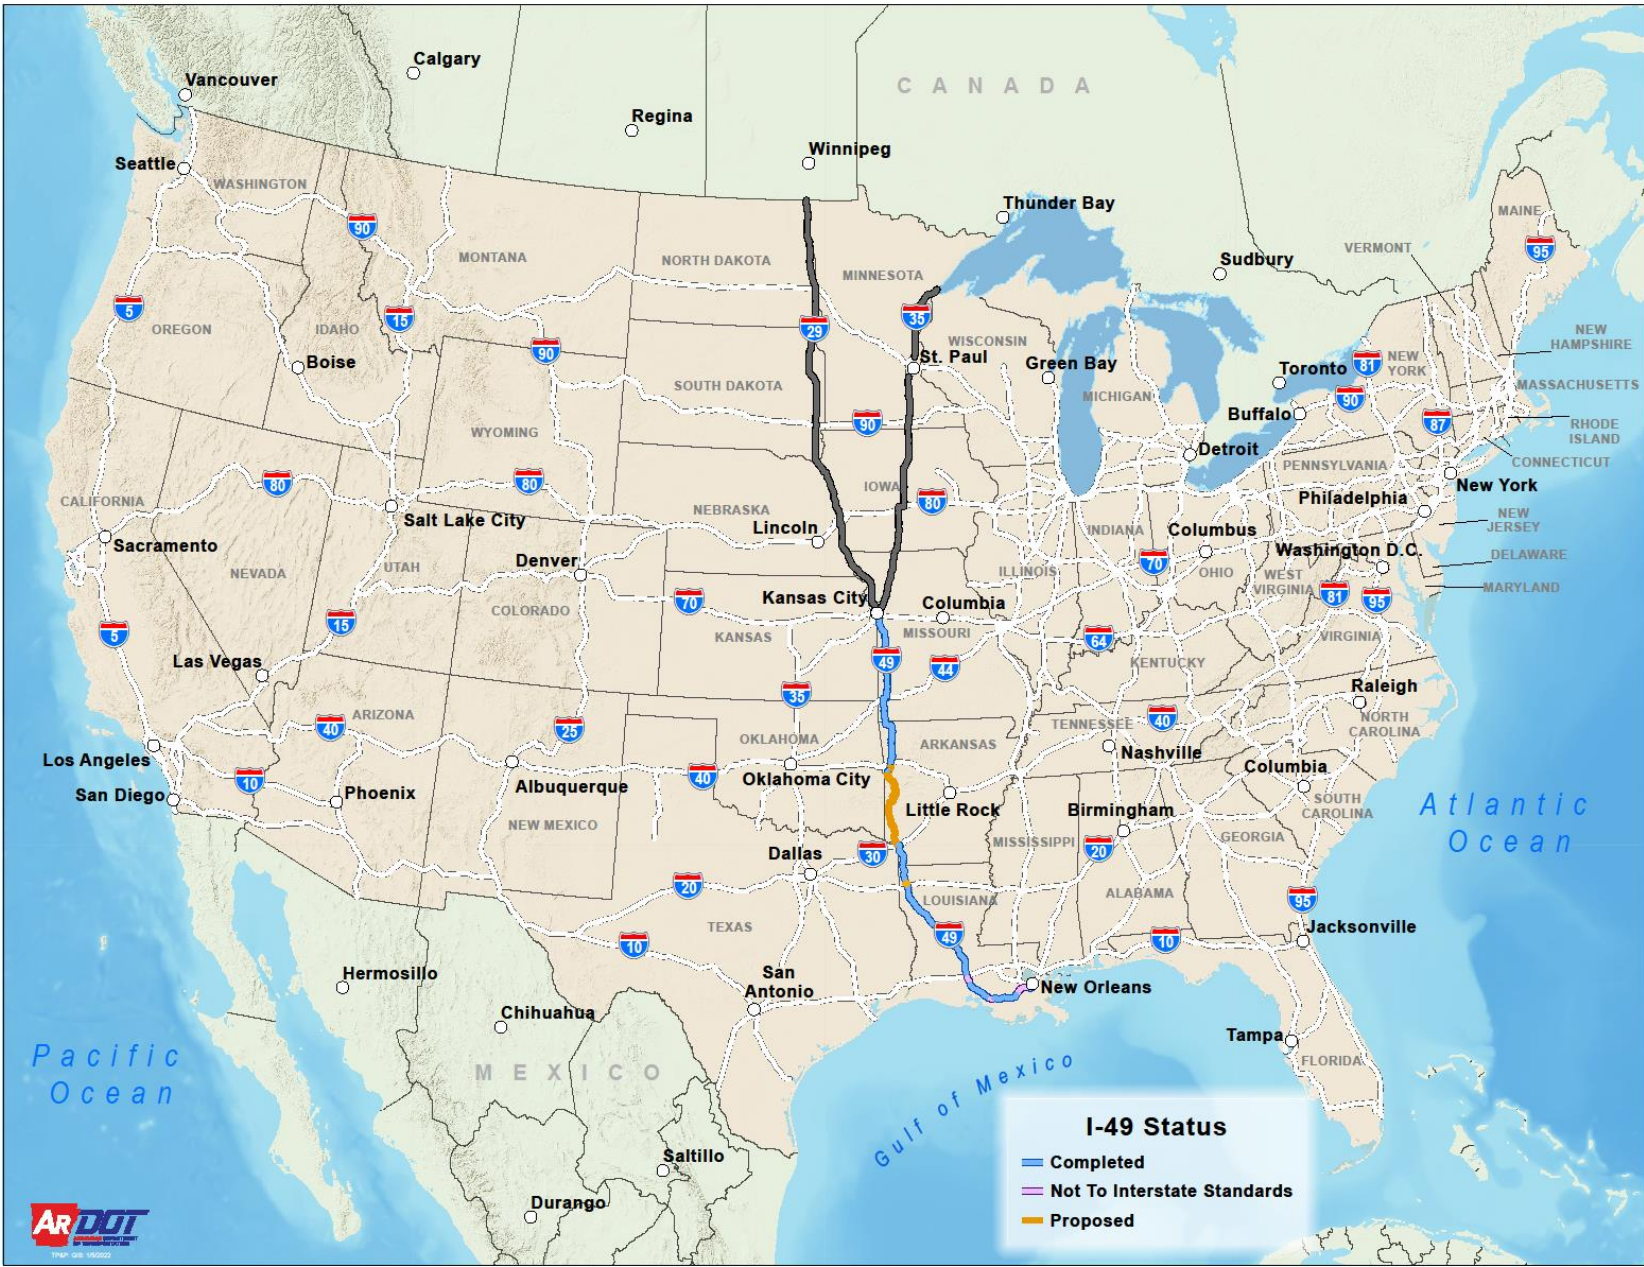 Calgary
Vancouver
CANADA
Regina
Winnipeg
Seattle
WASHINGTON
Thunder Bay
MAINE
90
VERMONT
95
MONTANA
NORTH DAKOTA
MINNESOTA
Sudbury
5
15
OREGON
IDAHO
29
35
NEW
HAMPSHIRE
90
Boise
WISCONSIN
St. Paul
Green Bay
Toronto
81
NEW
YORK
SOUTH DAKOTA
MICHIGAN
MASSACHUSETTS
90
Buffalo
90
87
RHODE
ISLAND
WYOMING
Detroit
CONNECTICUT
PENNSYLVANIA
80
80
IOWA
80
New York
CALIFORNIA
Philadelphia
Salt Lake City
NEBRASKA
Lincoln
INDIANA
Columbus
NEW
JERSEY
Sacramento
Washington D.C.
DELAWARE
NEVADA
UTAH
Denver
ILLINOIS
70
OHIO
WEST
VIRGINIA
MARYLAND
COLORADO
70
Kansas City
Columbia
81
95
15
5
KANSAS
MISSOURI
64
VIRGINIA
Las Vegas
49
44
KENTUCKY
35
Raleigh
ARIZONA
40
25
OKLAHOMA
ARKANSAS
TENNESSEE
40
NORTH
CAROLINA
Los Angeles
10
Nashville
Columbia
San Diego
Phoenix
Albuquerque
40
Oklahoma City
Little Rock
Birmingham
SOUTH
CAROLINA
Atlantic
Ocean
NEW MEXICO
MISSISSIPPI
GEORGIA
Dallas
30
20
20
LOUISIANA
ALABAMA
95
TEXAS
49
10
10
Jacksonville
Hermosillo
San
Antonio
New Orleans
Chihuahua
Tampa
Pacific
Ocean
MEXICO
FLORIDA
Gulf of Mexico
I-49 Status
Completed
Not To Interstate Standards
Proposed
Saltillo
Durango
ARDOT
ARKANSAS DEPARTMENT
OF TRANSPORTATION